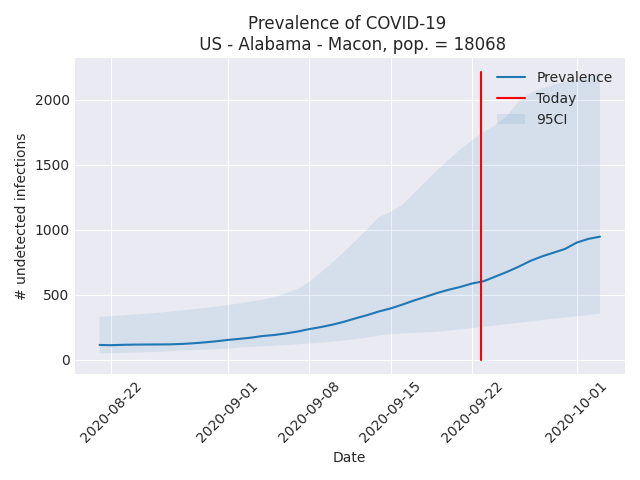 Prevalence of COVID-19
US - Alabama - Macon, pop. = 18068
Prevalence
Today
95CI
2000
1500
1000
500
0
# undetected infections
2020-08-22
2020-09-01
2020-09-08
2020-09-15
2020-09-22
2020-10-01
Date